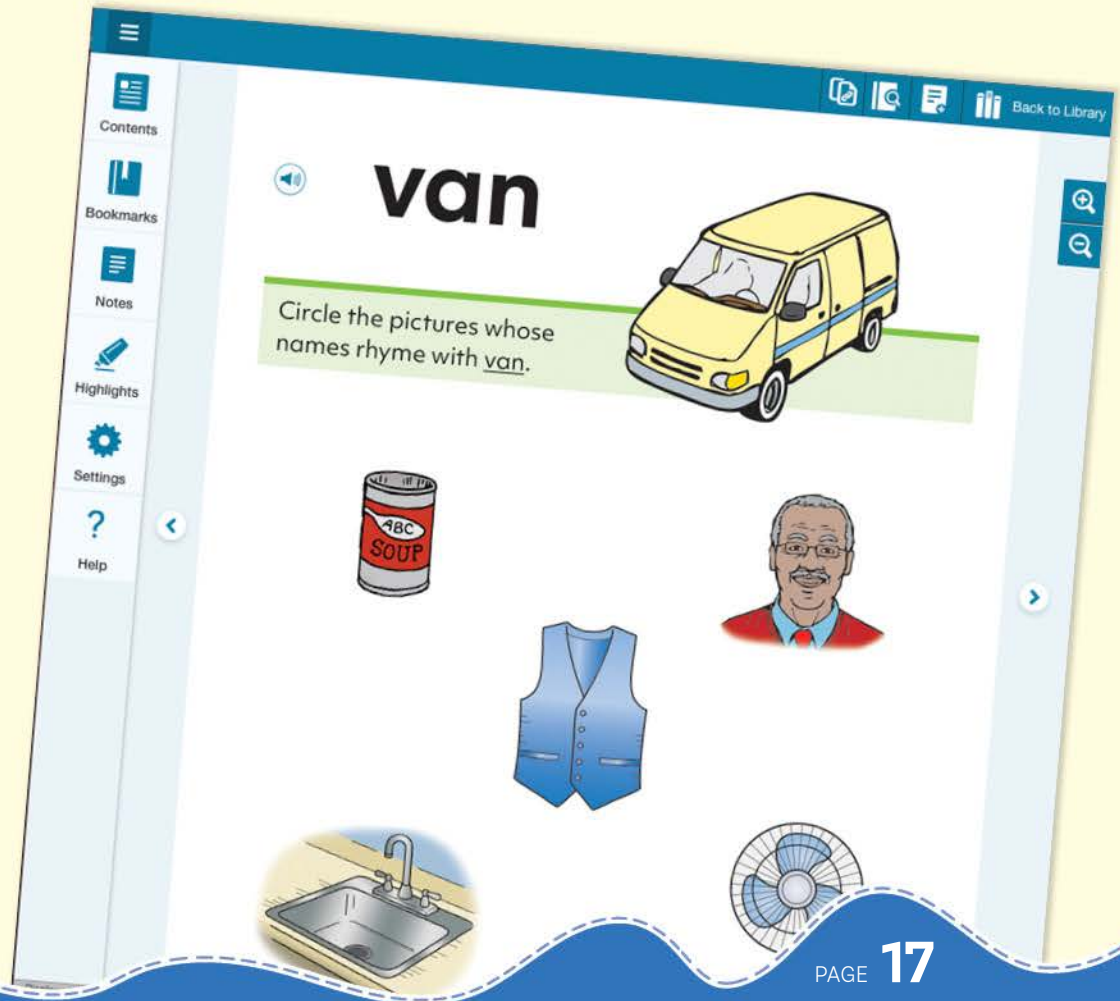 Back to Library
Contents
Bookmarks
Notes
Highlights
Settings
?
Help
van
Circle the pictures whose
names rhyme with van.
ABC
SOUP
PAGE 17